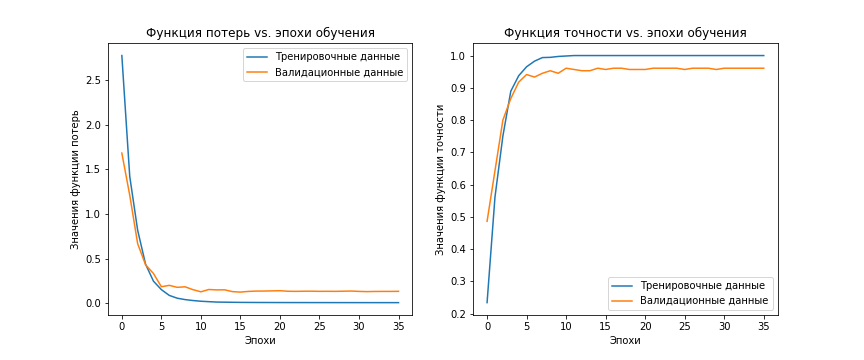 Функция потерь vs. эпохи обучения
Тренировочные данные
Валидационные данные
Значения функции потерь
2.5
2.0
1.5
1.0
0.5
0.0
0 5 10 15 20 25 30 35
Эпохи
Функция точности vs. эпохи обучения
Значения функции точности
1.0
0.9
0.8
0.7
0.6
0.5
0.4
0.3
0.2
Тренировочные данные
Валидационные данные
0 5 10 15 20 25 30 35
Эпохи